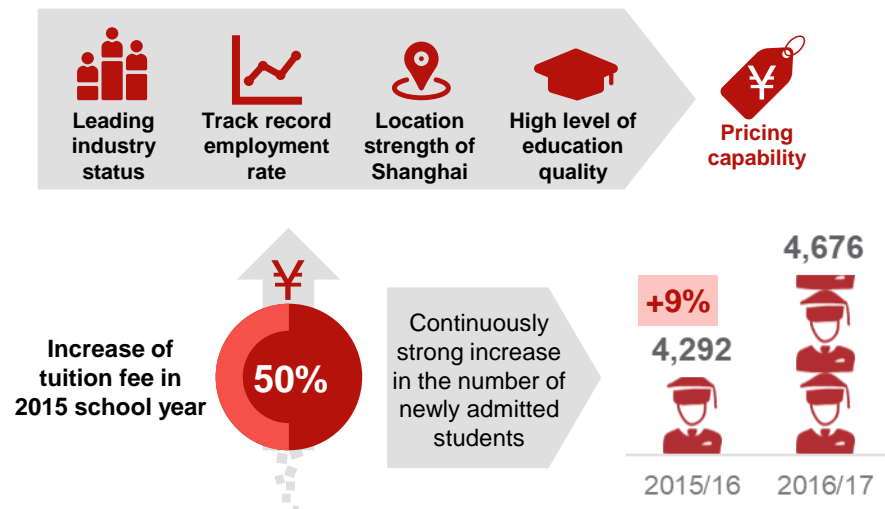 ¥
Leading
industry
status
Track record
employment
rate
Location
strength of
Shanghai
High level of
education
quality
Pricing
capability
Increase of
tuition fee in
2015 school year
¥
50%
Continuously
strong increase
in the number of
newly admitted
students
+9%
4,292
4,676
2015/16
2016/17